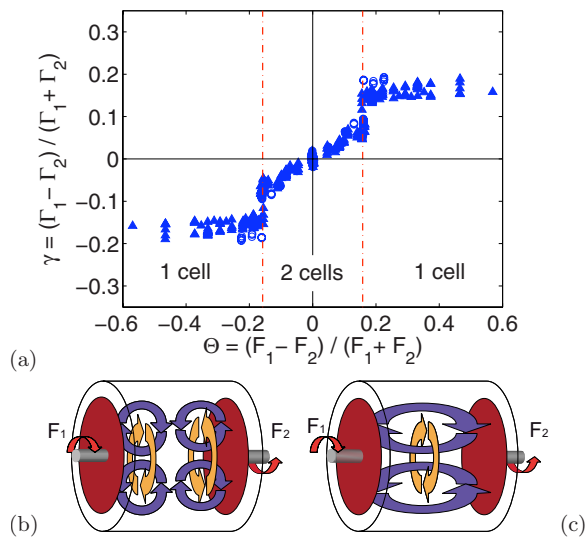 γ = (Γ₁ − Γ₂) / (Γ₁ + Γ₂)
0.3
0.2
0.1
0
−0.1
−0.2
−0.3
1 cell
2 cells
1 cell
−0.6
−0.4
−0.2
0
0.2
0.4
0.6
(a)
Θ = (F₁ − F₂) / (F₁ + F₂)
F₁
F₂
F₁
F₂
(b)
(c)